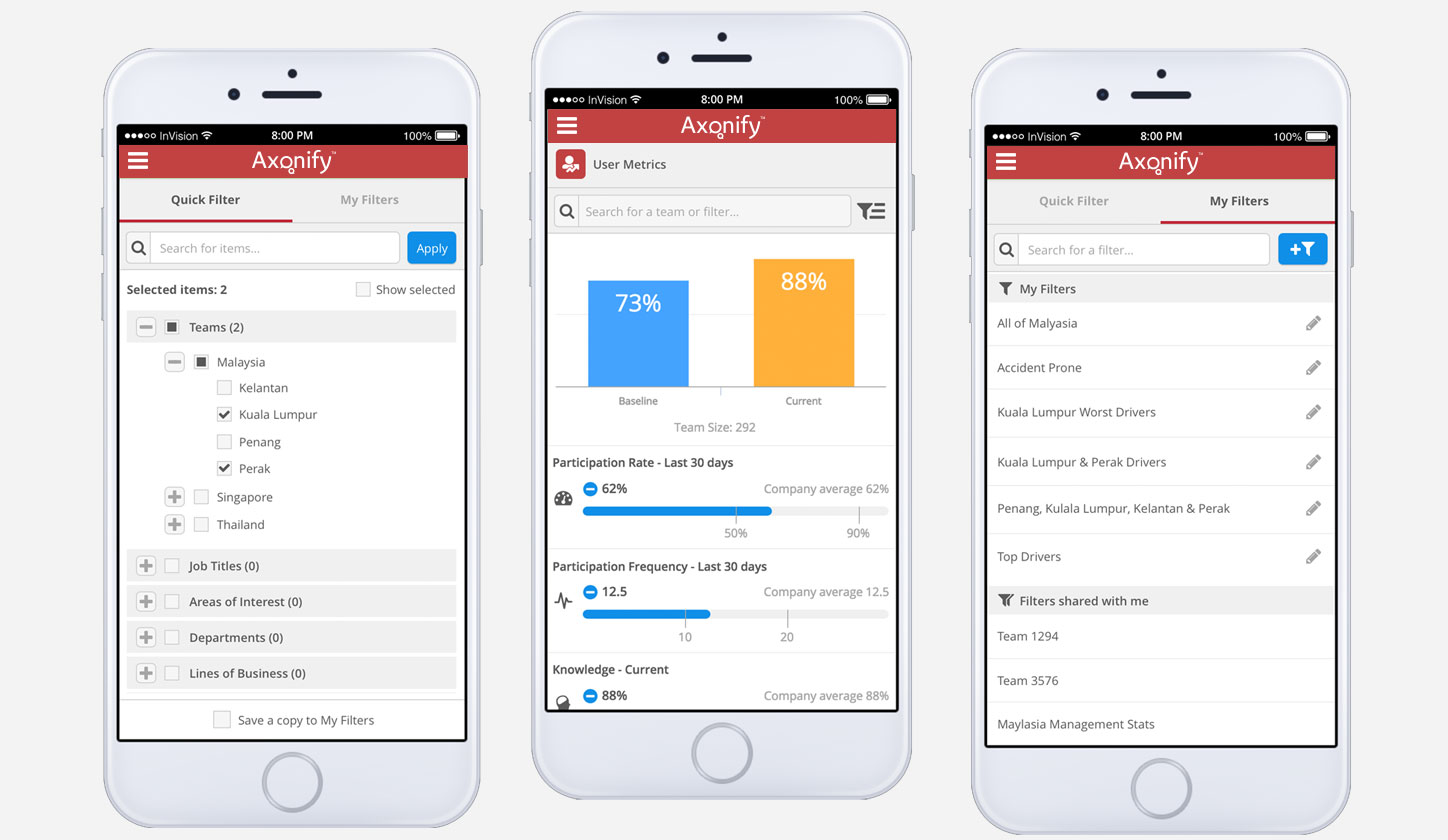 InVision 8:00 PM 100%
Axonify™
Quick Filter My Filters
Search for items... Apply
Selected items: 2 Show selected
Teams (2)
Malaysia
Kelantan
Kuala Lumpur
Penang
Perak
Singapore
Thailand
Job Titles (0)
Areas of Interest (0)
Departments (0)
Lines of Business (0)
Save a copy to My Filters
InVision 8:00 PM 100%
Axonify™
User Metrics
Search for a team or filter...
73% 88%
Baseline Current
Team Size: 292
Participation Rate - Last 30 days
62% Company average 62%
50% 90%
Participation Frequency - Last 30 days
12.5 Company average 12.5
10 20
Knowledge - Current
88% Company average 88%
InVision 8:00 PM 100%
Axonify™
Quick Filter My Filters
Search for a filter...
My Filters
All of Malyasia
Accident Prone
Kuala Lumpur Worst Drivers
Kuala Lumpur & Perak Drivers
Penang, Kulala Lumpur, Kelantan & Perak
Top Drivers
Filters shared with me
Team 1294
Team 3576
Maylasia Management Stats